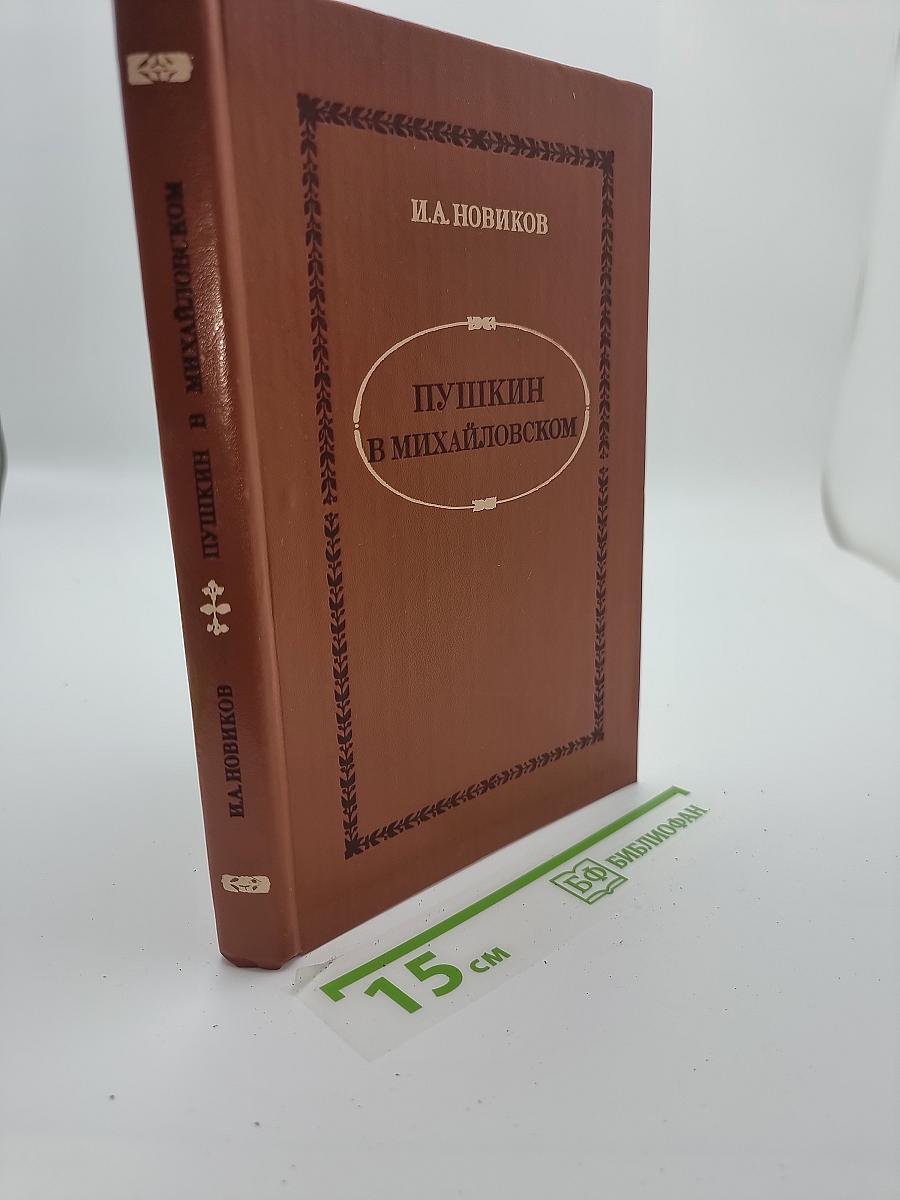 И.А. НОВИКОВ
ПУШКИН
В МИХАЙЛОВСКОМ
И.А. НОВИКОВ ПУШКИН В МИХАЙЛОВСКОМ
15 см
БФ БИБЛИОФАН